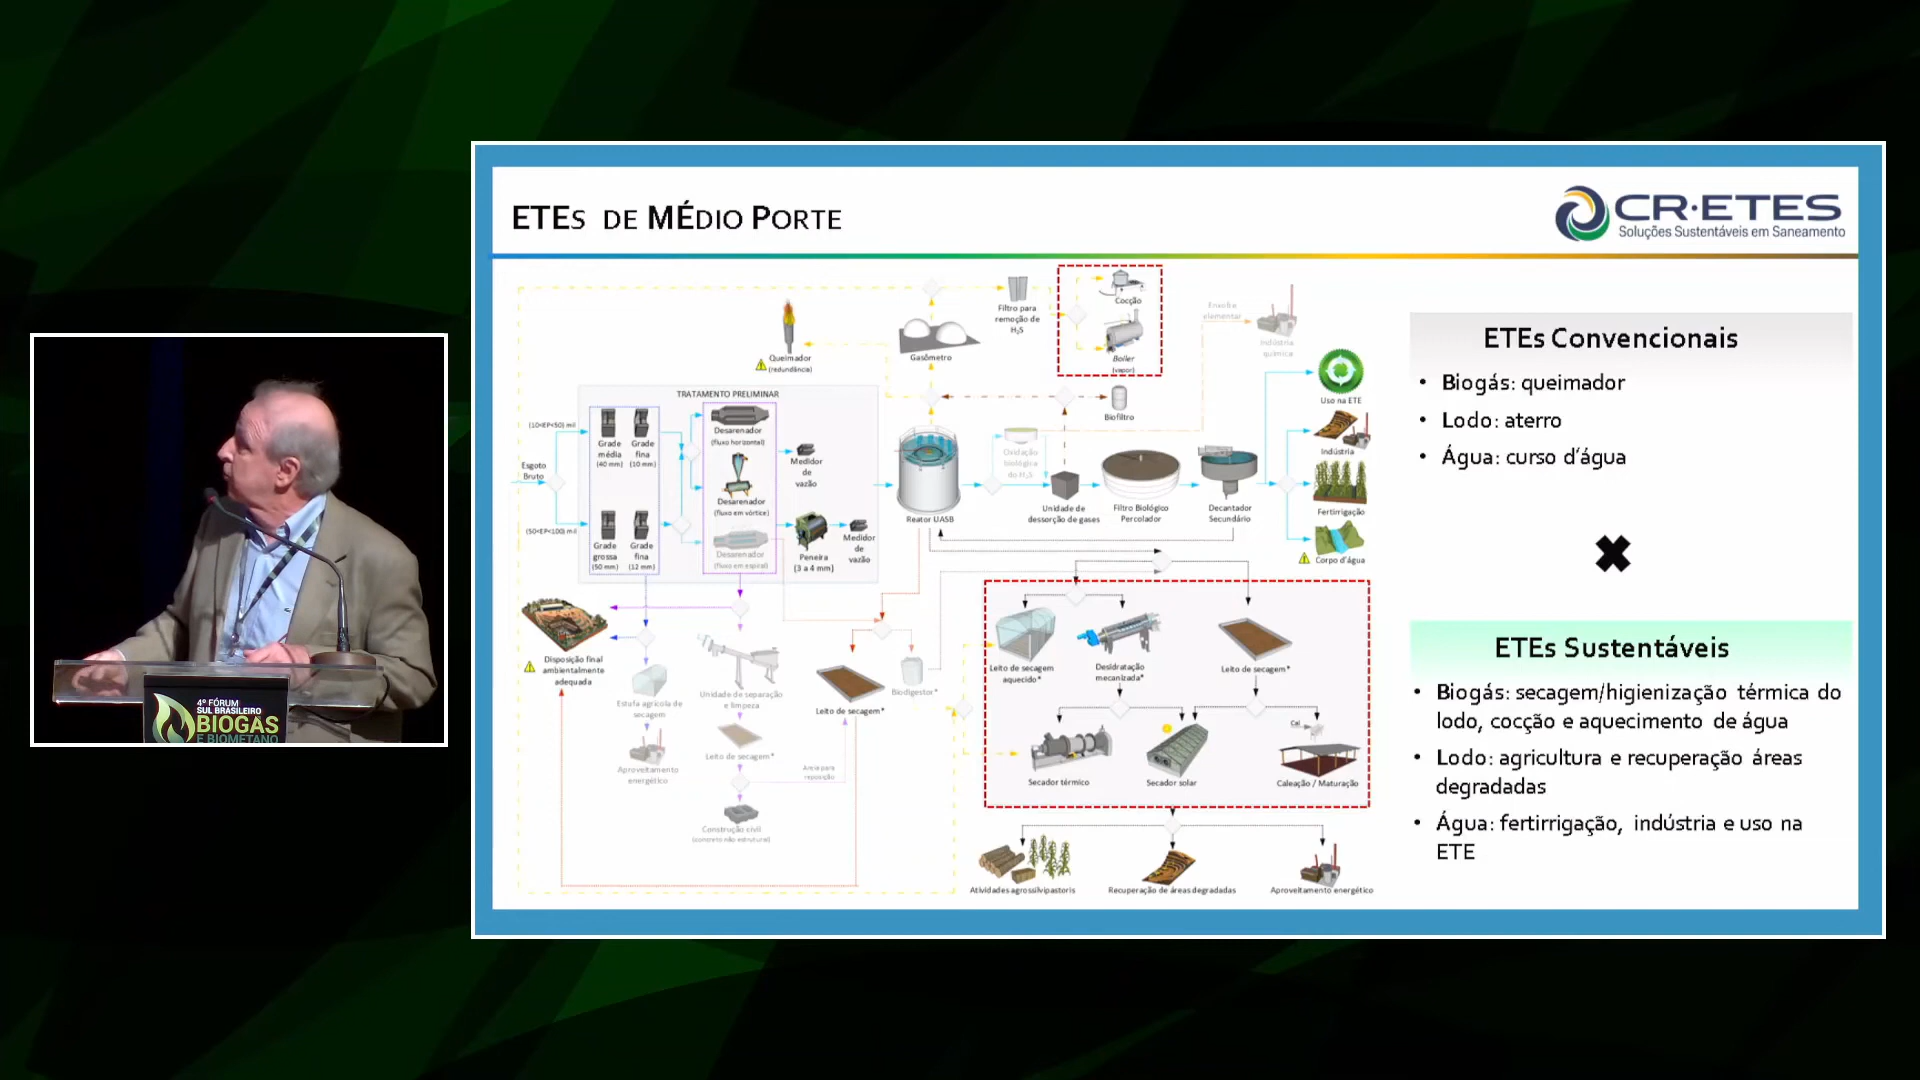 ETEs DE MÉDIO PORTE
CR·ETES
Soluções Sustentáveis em Saneamento
Cocção
Boiler
(vapor)
Filtro para
remoção de
H₂S
Enxofre
elementar
Indústria
química
Queimador
(redundância)
Gasômetro
Biofiltro
Uso na ETE
TRATAMENTO PRELIMINAR
(10<EP<50) mil
Esgoto
Bruto
(50<EP<100) mil
Grade
média
(40 mm)
Grade
fina
(10 mm)
Desarenador
(fluxo horizontal)
Desarenador
(fluxo em vórtice)
Desarenador
(fluxo em espiral)
Medidor
de
vazão
Grade
grossa
(50 mm)
Grade
fina
(12 mm)
Peneira
(3 a 4 mm)
Medidor
de
vazão
Reator UASB
Oxidação
biológica
do H₂S
Unidade de
dessorção de gases
Filtro Biológico
Percolador
Decantador
Secundário
Indústria
Fertirrigação
Corpo d'água
Disposição final
ambientalmente
adequada
Estufa agrícola de
secagem
Aproveitamento
energético
Unidade de separação
e limpeza
Leito de secagem*
Areia para
reposição
Construção civil
(concreto não estrutural)
Leito de secagem*
Biodigestor*
Leito de secagem
aquecido*
Desidratação
mecanizada*
Leito de secagem*
Cal
Secador térmico
Secador solar
Caleação / Maturação
Atividades agrossilvipastoris
Recuperação de áreas degradadas
Aproveitamento energético
ETEs Convencionais
• Biogás: queimador
• Lodo: aterro
• Água: curso d'água
ETEs Sustentáveis
• Biogás: secagem/higienização térmica do
lodo, cocção e aquecimento de água
• Lodo: agricultura e recuperação áreas
degradadas
• Água: fertirrigação, indústria e uso na
ETE
4º FÓRUM
SUL BRASILEIRO
BIOGÁS
E BIOMETANO